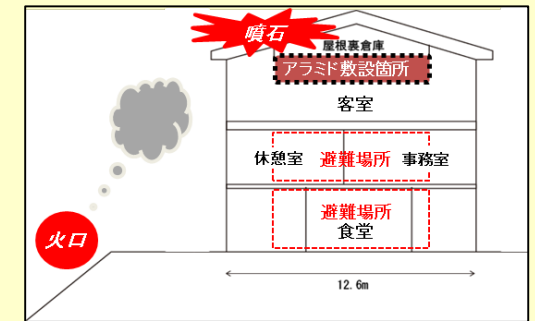 噴石
屋根裏倉庫
アラミド敷設箇所
客室
休憩室 避難場所 事務室
避難場所
食堂
火口
12.6m